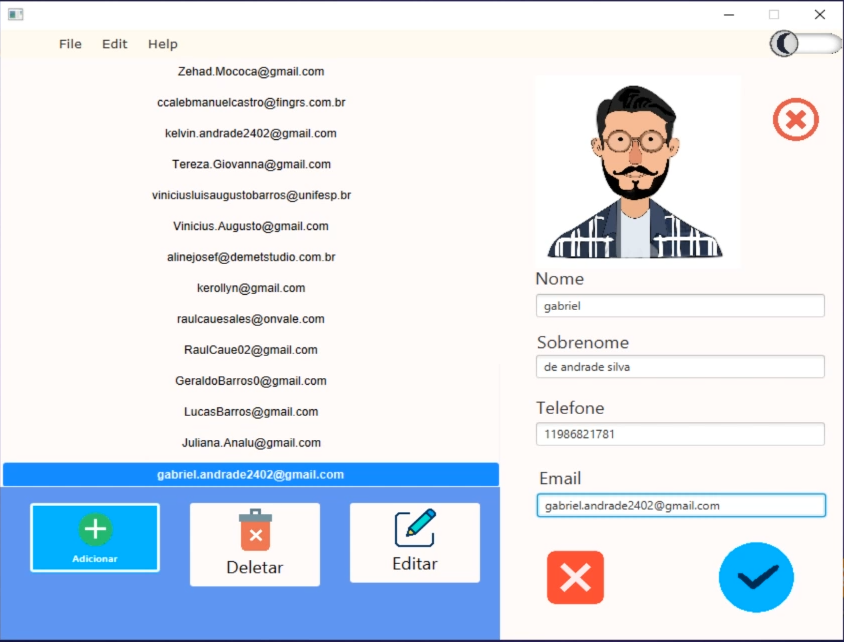 File Edit Help
Zehad.Mococa@gmail.com
ccalebmanuelcastro@fingrs.com.br
kelvin.andrade2402@gmail.com
Tereza.Giovanna@gmail.com
viniciusluisaugustobarros@unifesp.br
Vinicius.Augusto@gmail.com
alinejosef@demetstudio.com.br
kerollyn@gmail.com
raulcauesales@onvale.com
RaulCaue02@gmail.com
GeraldoBarros0@gmail.com
LucasBarros@gmail.com
Juliana.Analu@gmail.com
gabriel.andrade2402@gmail.com
Adicionar
Deletar
Editar
Nome
gabriel
Sobrenome
de andrade silva
Telefone
11986821781
Email
gabriel.andrade2402@gmail.com